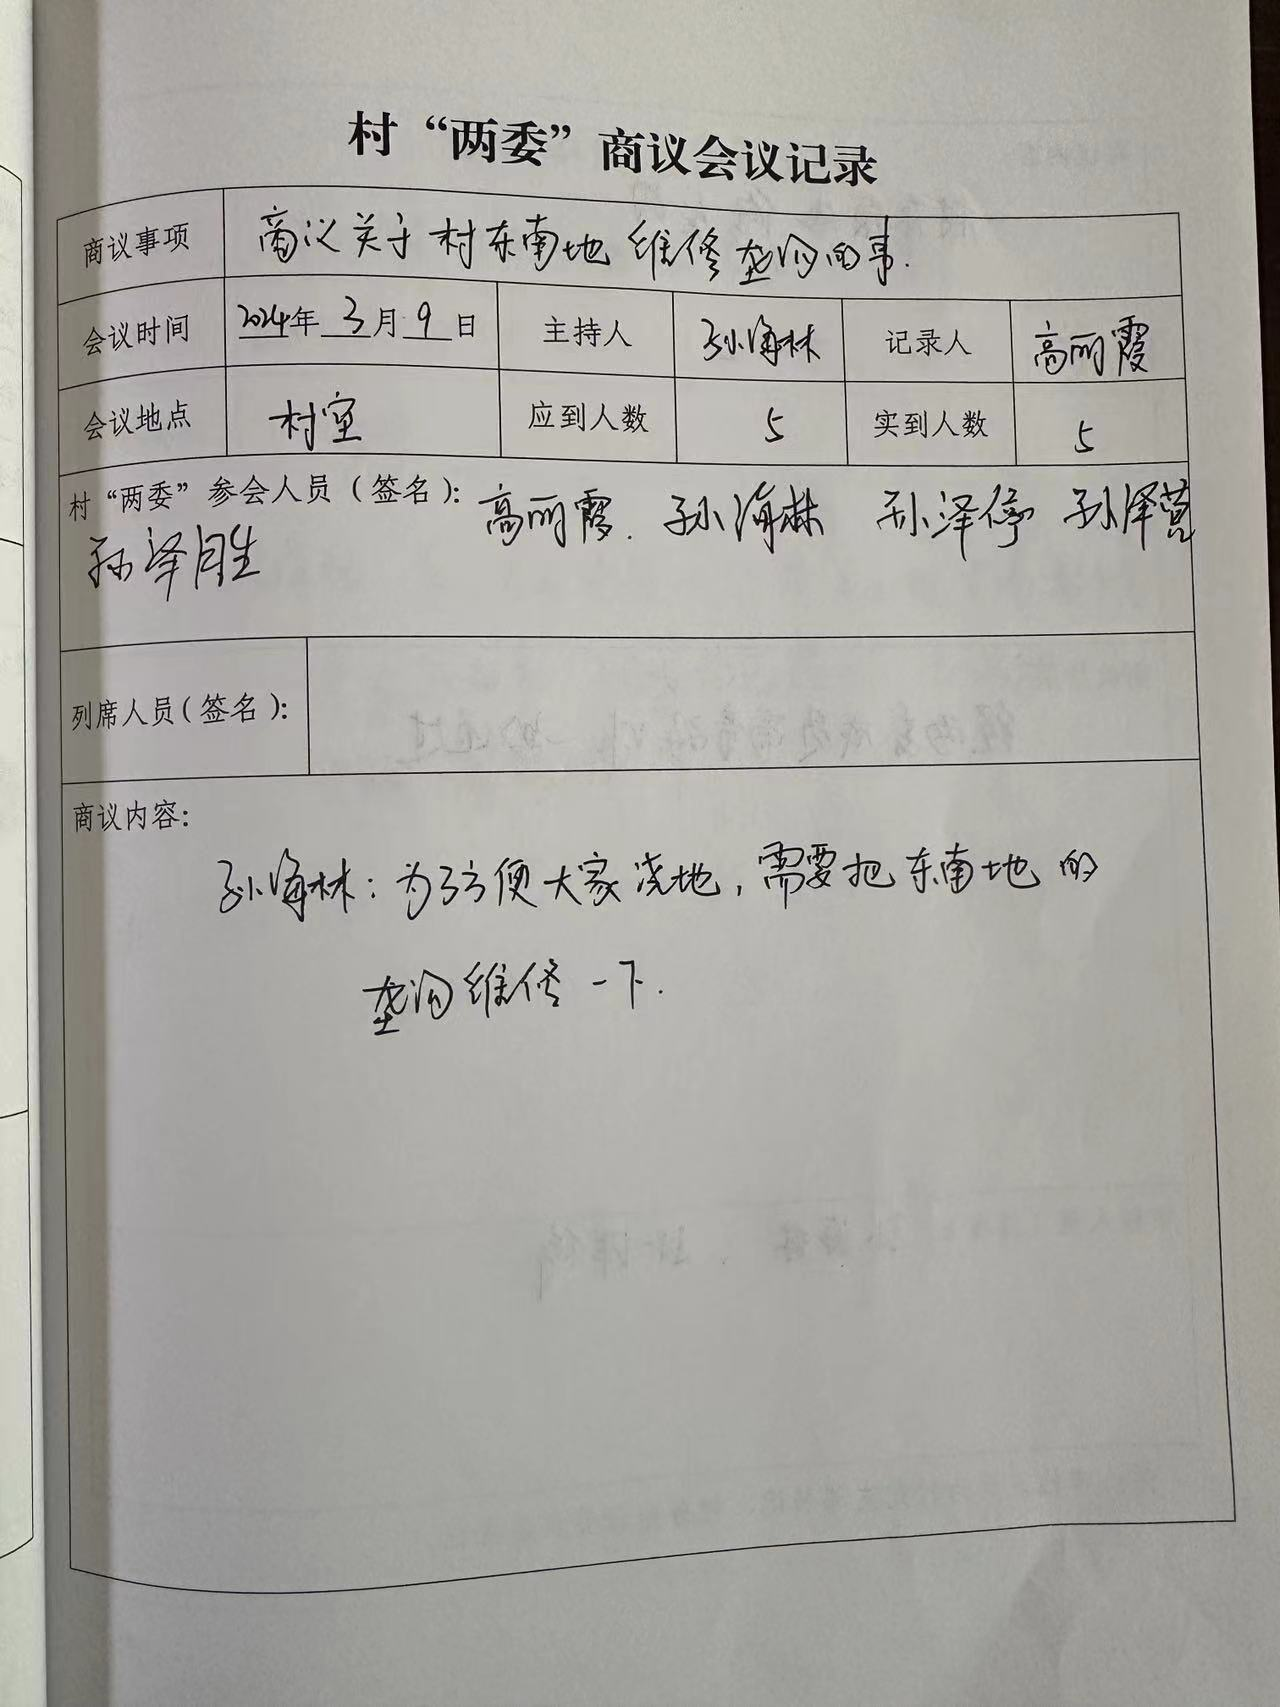 村“两委”商议会议记录
商议事项 商议关于村东南地维修垄沟的事.
会议时间 2024年3月9日 主持人 孙海林 记录人 高丽霞
会议地点 村室 应到人数 5 实到人数 5
村“两委”参会人员(签名): 高丽霞. 孙海林 孙泽停 孙泽
孙泽胜
列席人员(签名):
商议内容:
孙海林:为了方便大家浇地,需要把东南地的
垄沟维修一下.